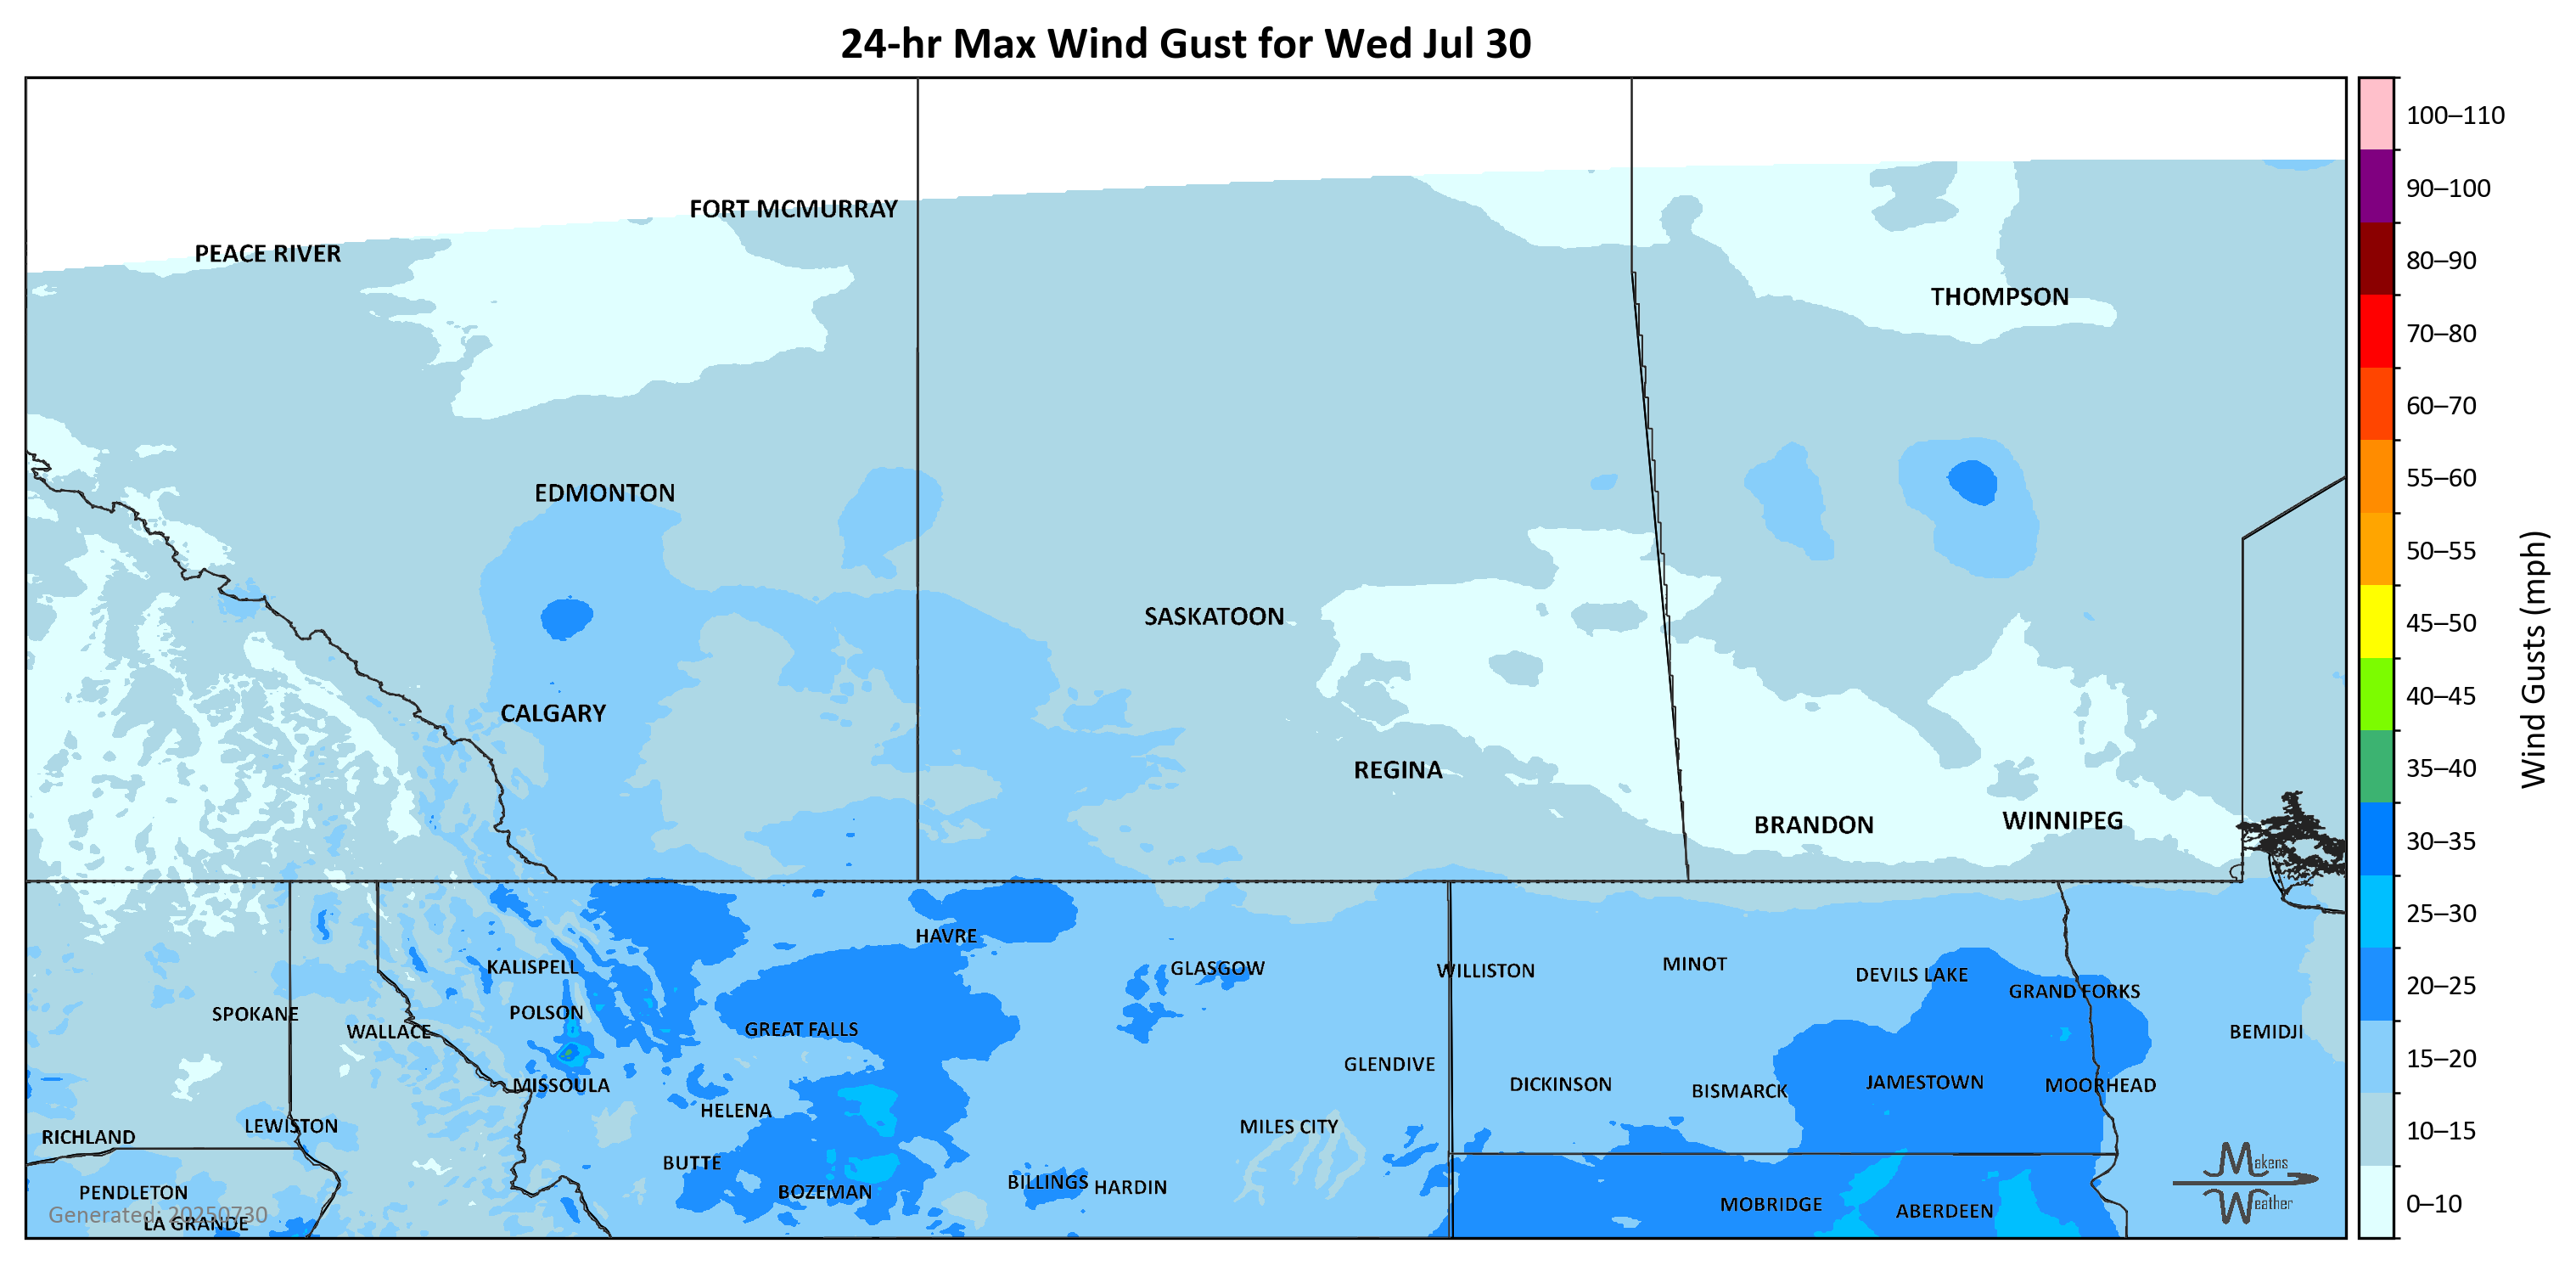 24-hr Max Wind Gust for Wed Jul 30
100–110
90–100
80–90
70–80
60–70
55–60
50–55
45–50
40–45
35–40
30–35
25–30
20–25
15–20
10–15
0–10
Wind Gusts (mph)
FORT MCMURRAY
PEACE RIVER
THOMPSON
EDMONTON
SASKATOON
CALGARY
REGINA
BRANDON
WINNIPEG
HAVRE
KALISPELL
GLASGOW
WILLISTON
MINOT
DEVILS LAKE
GRAND FORKS
SPOKANE
POLSON
WALLACE
GREAT FALLS
BEMIDJI
GLENDIVE
MISSOULA
DICKINSON
BISMARCK
JAMESTOWN
MOORHEAD
HELENA
LEWISTON
MILES CITY
RICHLAND
BUTTE
BOZEMAN
BILLINGS
HARDIN
PENDLETON
MOBRIDGE
ABERDEEN
Generated: 20250730
LA GRANDE
Makens
Weather